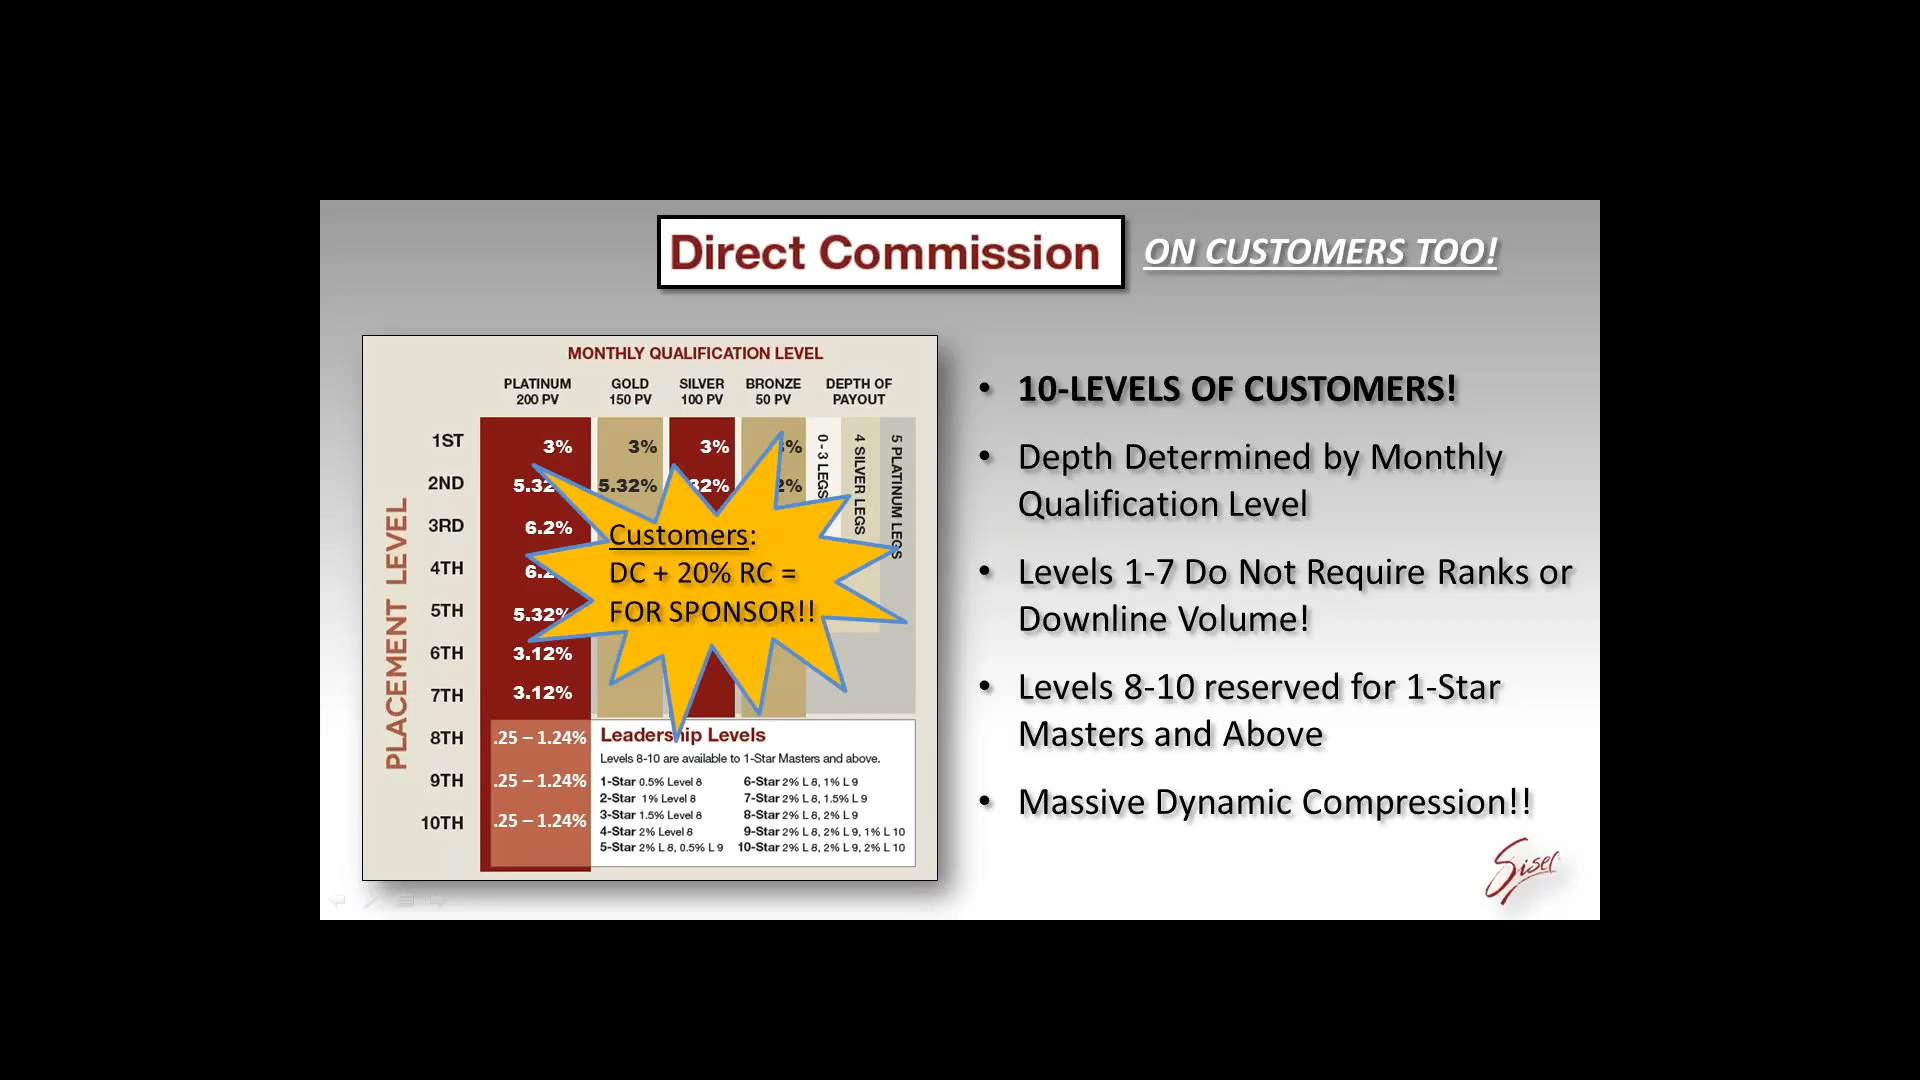 Direct Commission ON CUSTOMERS TOO!
MONTHLY QUALIFICATION LEVEL
PLATINUM GOLD SILVER BRONZE DEPTH OF
200 PV 150 PV 100 PV 50 PV PAYOUT
PLACEMENT LEVEL
1ST 3% 3% 3%
2ND 5.32%
3RD 6.2%
4TH
5TH 5.32%
6TH 3.12%
7TH 3.12%
8TH .25 – 1.24%
9TH .25 – 1.24%
10TH .25 – 1.24%
0 - 3 LEGS
4 SILVER LEGS
5 PLATINUM LEGS
Customers:
DC + 20% RC =
FOR SPONSOR!!
Leadership Levels
Levels 8-10 are available to 1-Star Masters and above.
1-Star 0.5% Level 8
2-Star 1% Level 8
3-Star 1.5% Level 8
4-Star 2% Level 8
5-Star 2% L 8, 0.5% L 9
6-Star 2% L 8, 1% L 9
7-Star 2% L 8, 1.5% L 9
8-Star 2% L 8, 2% L 9
9-Star 2% L 8, 2% L 9, 1% L 10
10-Star 2% L 8, 2% L 9, 2% L 10
• 10-LEVELS OF CUSTOMERS!
• Depth Determined by Monthly
Qualification Level
• Levels 1-7 Do Not Require Ranks or
Downline Volume!
• Levels 8-10 reserved for 1-Star
Masters and Above
• Massive Dynamic Compression!!
Sisel